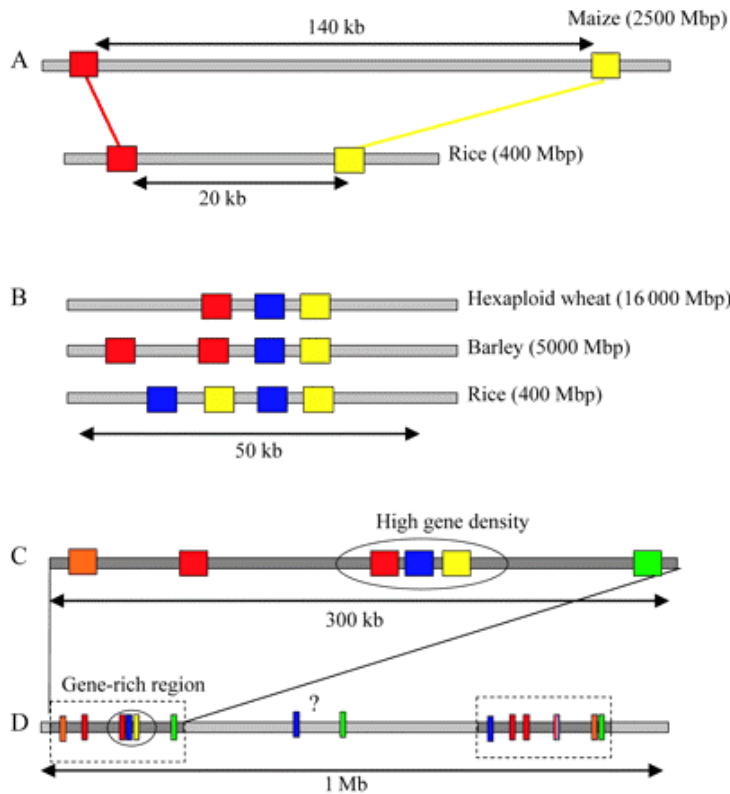 Maize (2500 Mbp)
140 kb
A
Rice (400 Mbp)
20 kb
B
Hexaploid wheat (16 000 Mbp)
Barley (5000 Mbp)
Rice (400 Mbp)
50 kb
High gene density
C
300 kb
Gene-rich region
?
D
1 Mb